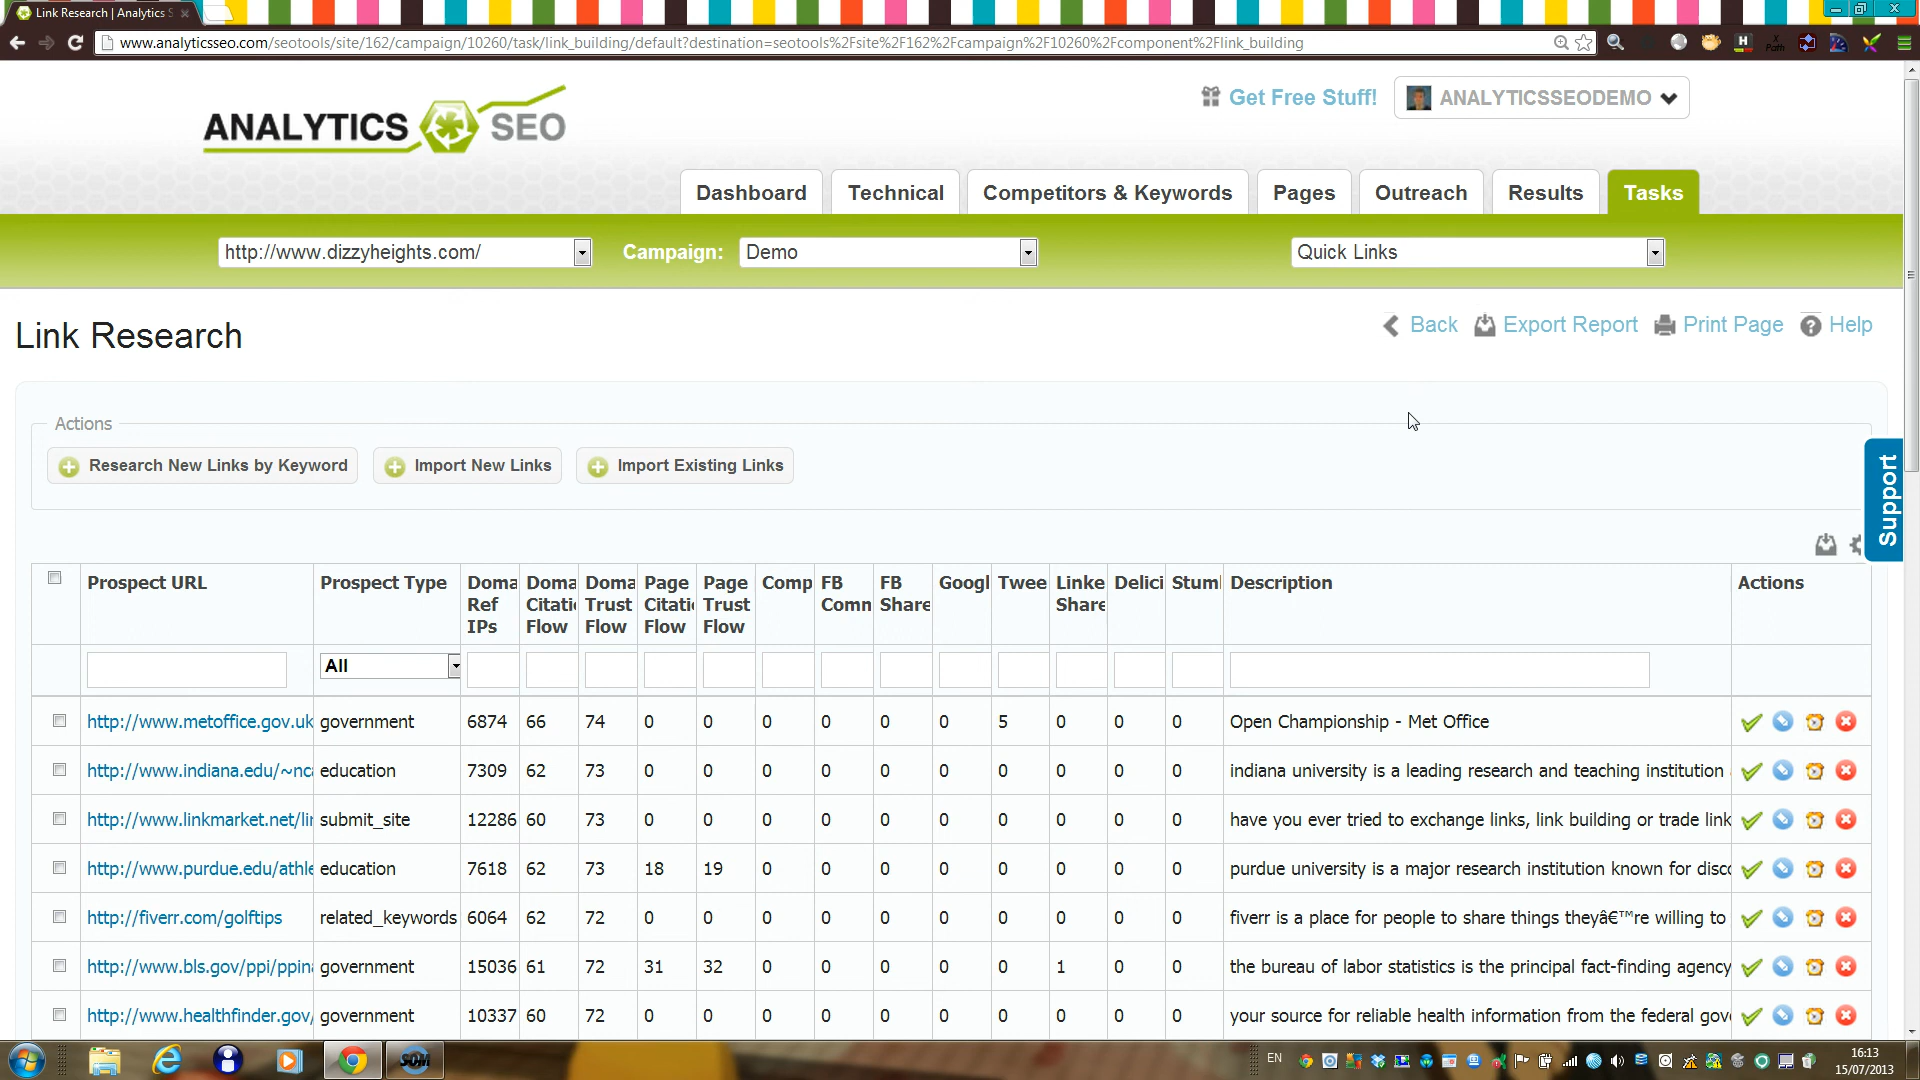 Link Research | Analytics S
www.analyticsseo.com/seotools/site/162/campaign/10260/task/link_building/default?destination=seotools%2Fsite%2F162%2Fcampaign%2F10260%2Fcomponent%2Flink_building
ANALYTICS SEO
Get Free Stuff!
ANALYTICSSEODEMO
Dashboard
Technical
Competitors & Keywords
Pages
Outreach
Results
Tasks
http://www.dizzyheights.com/
Campaign:
Demo
Quick Links
Link Research
Back
Export Report
Print Page
Help
Actions
Research New Links by Keyword
Import New Links
Import Existing Links
Support
Prospect URL Prospect Type Doma Doma Doma Page Page Comp FB FB Googl Twee Linke Delici Stuml Description Actions
Ref Citatio Trust Citatio Trust Comn Share Share
IPs Flow Flow Flow Flow
All
http://www.metoffice.gov.uk government 6874 66 74 0 0 0 0 0 0 5 0 0 0 Open Championship - Met Office
http://www.indiana.edu/~nca education 7309 62 73 0 0 0 0 0 0 0 0 0 0 indiana university is a leading research and teaching institution
http://www.linkmarket.net/lin submit_site 12286 60 73 0 0 0 0 0 0 0 0 0 0 have you ever tried to exchange links, link building or trade link
http://www.purdue.edu/athle education 7618 62 73 18 19 0 0 0 0 0 0 0 0 purdue university is a major research institution known for disco
http://fiverr.com/golftips related_keywords 6064 62 72 0 0 0 0 0 0 0 0 0 0 fiverr is a place for people to share things theyâ€™re willing to
http://www.bls.gov/ppi/ppina government 15036 61 72 31 32 0 0 0 0 0 1 0 0 the bureau of labor statistics is the principal fact-finding agency
http://www.healthfinder.gov/ government 10337 60 72 0 0 0 0 0 0 0 0 0 0 your source for reliable health information from the federal gove
EN
16:13
15/07/2013